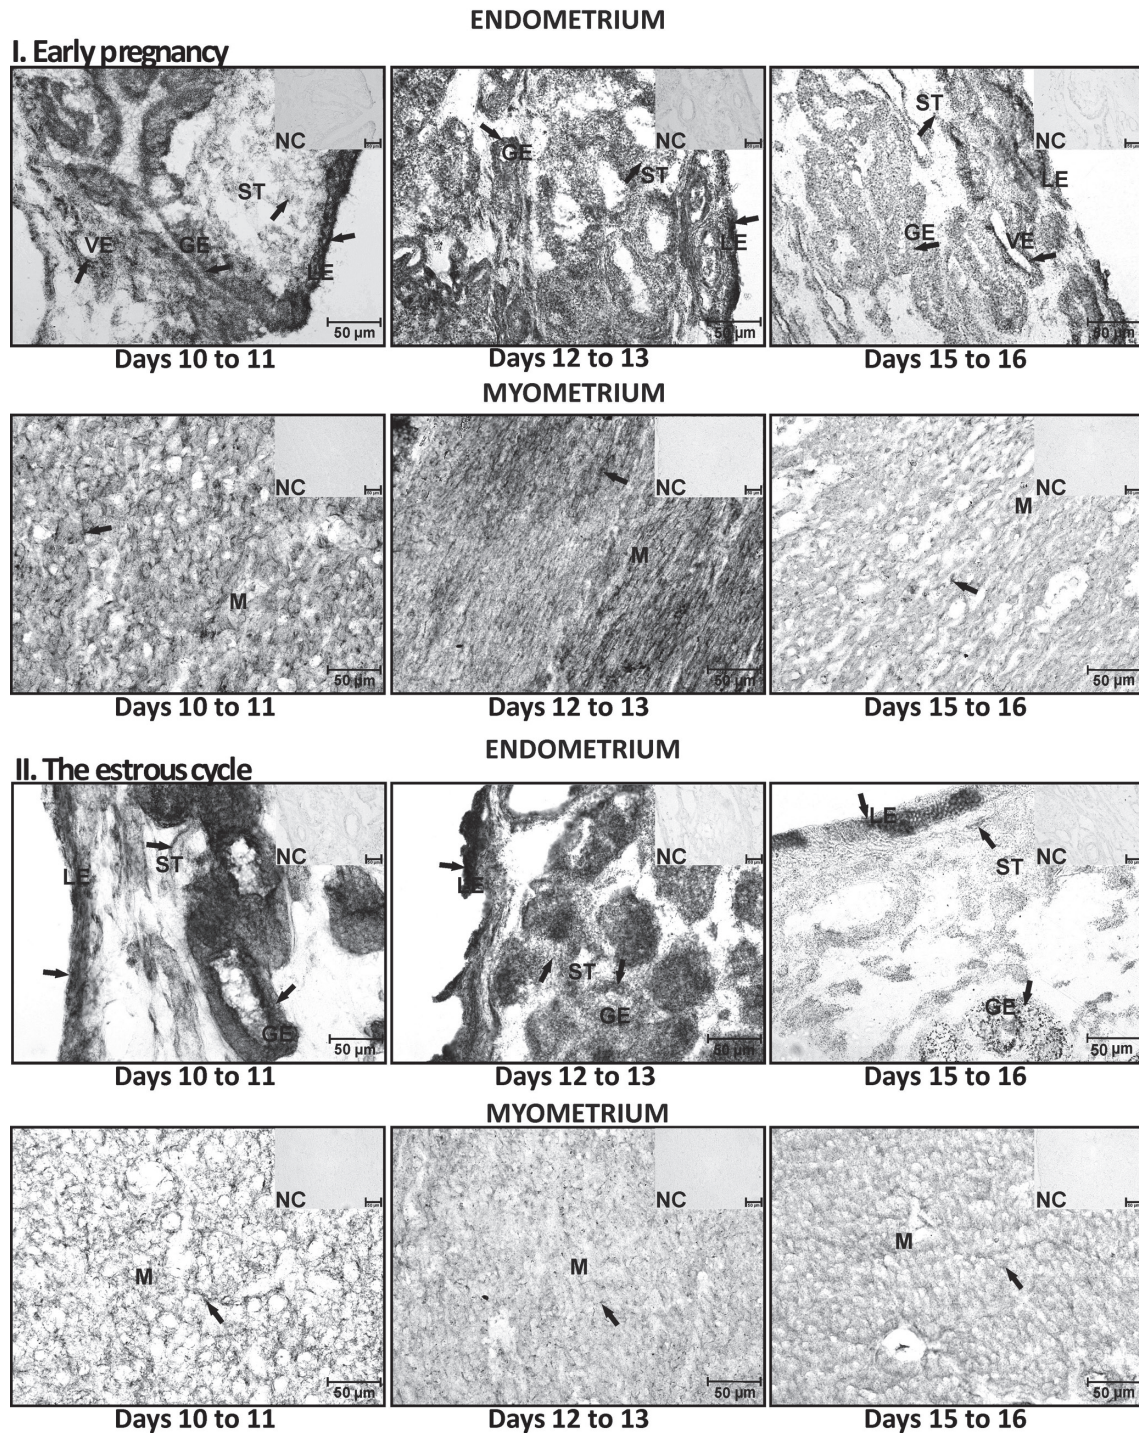 ENDOMETRIUM
I. Early pregnancy
NC
ST
VE
GE
LE
50 µm
NC
GE
ST
LE
50 µm
NC
ST
LE
GE
VE
50 µm
Days 10 to 11
Days 12 to 13
Days 15 to 16
MYOMETRIUM
NC
M
50 µm
NC
M
50 µm
NC
M
50 µm
Days 10 to 11
Days 12 to 13
Days 15 to 16
ENDOMETRIUM
II. The estrous cycle
NC
ST
LE
GE
50 µm
NC
LE
ST
GE
50 µm
LE
NC
ST
GE
50 µm
Days 10 to 11
Days 12 to 13
Days 15 to 16
MYOMETRIUM
NC
M
50 µm
NC
M
50 µm
NC
M
50 µm
Days 10 to 11
Days 12 to 13
Days 15 to 16